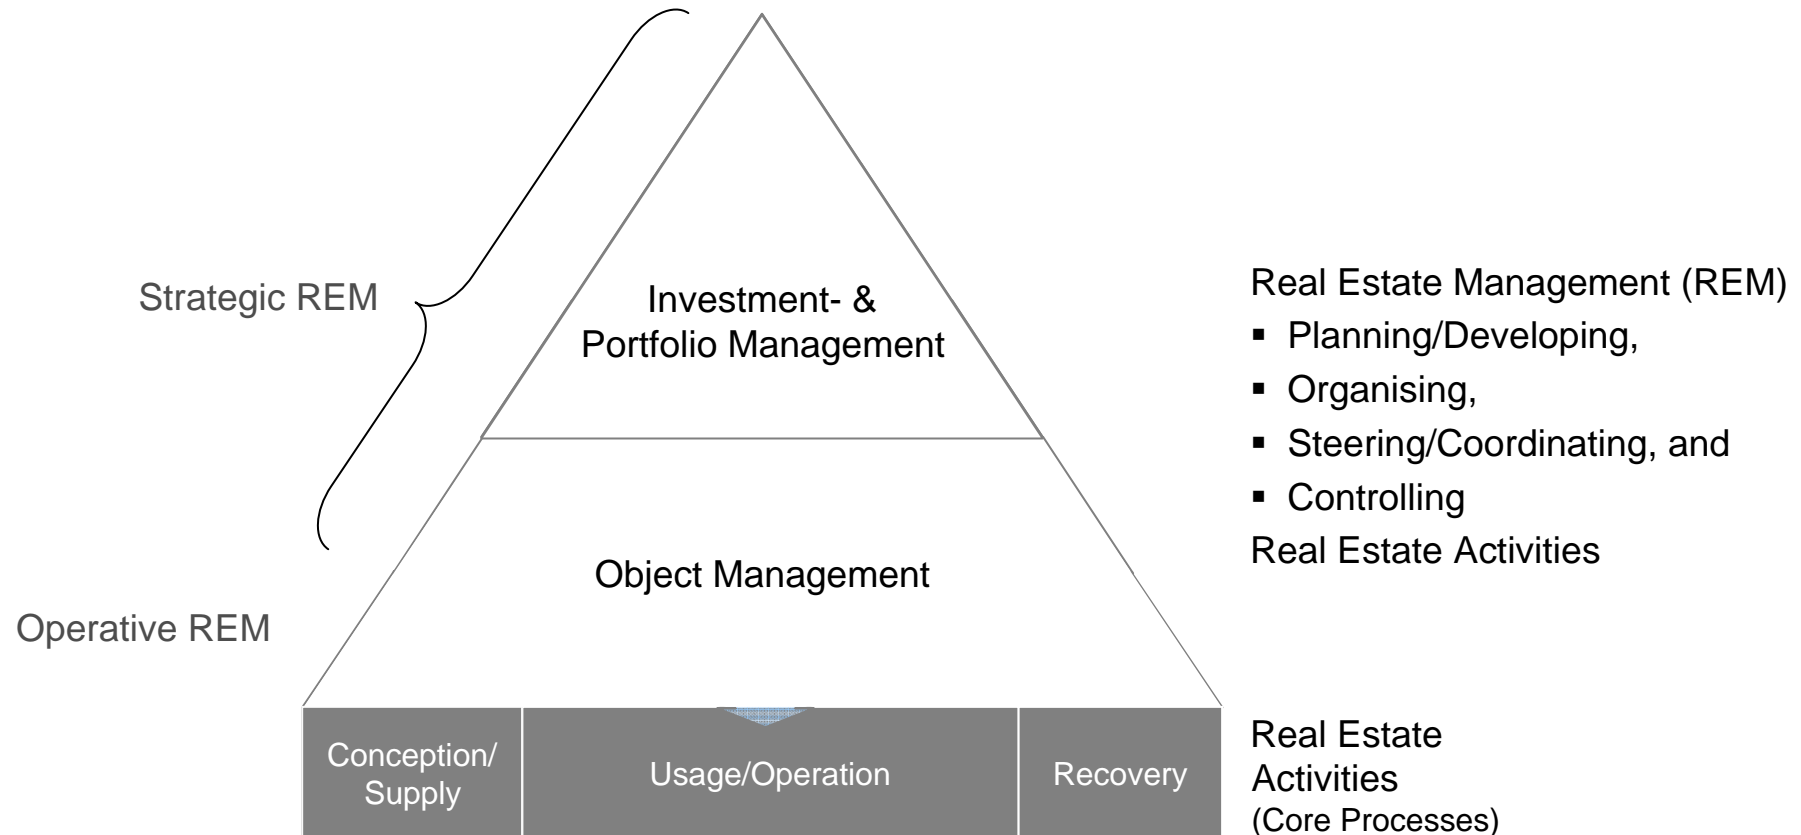 Strategic REM
Investment- &
Portfolio Management
Real Estate Management (REM)
▪ Planning/Developing,
▪ Organising,
▪ Steering/Coordinating, and
▪ Controlling
Real Estate Activities
Object Management
Operative REM
Conception/
Supply
Usage/Operation
Recovery
Real Estate
Activities
(Core Processes)